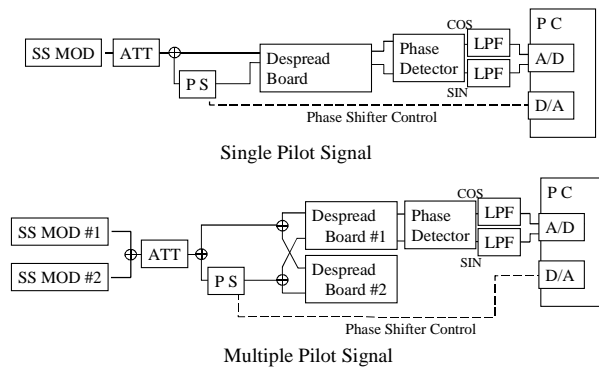 SS MOD
ATT
P S
Despread
Board
Phase
Detector
COS
LPF
LPF
SIN
P C
A/D
D/A
Phase Shifter Control
Single Pilot Signal
SS MOD #1
SS MOD #2
ATT
P S
Despread
Board #1
Despread
Board #2
Phase
Detector
COS
LPF
LPF
SIN
P C
A/D
D/A
Phase Shifter Control
Multiple Pilot Signal